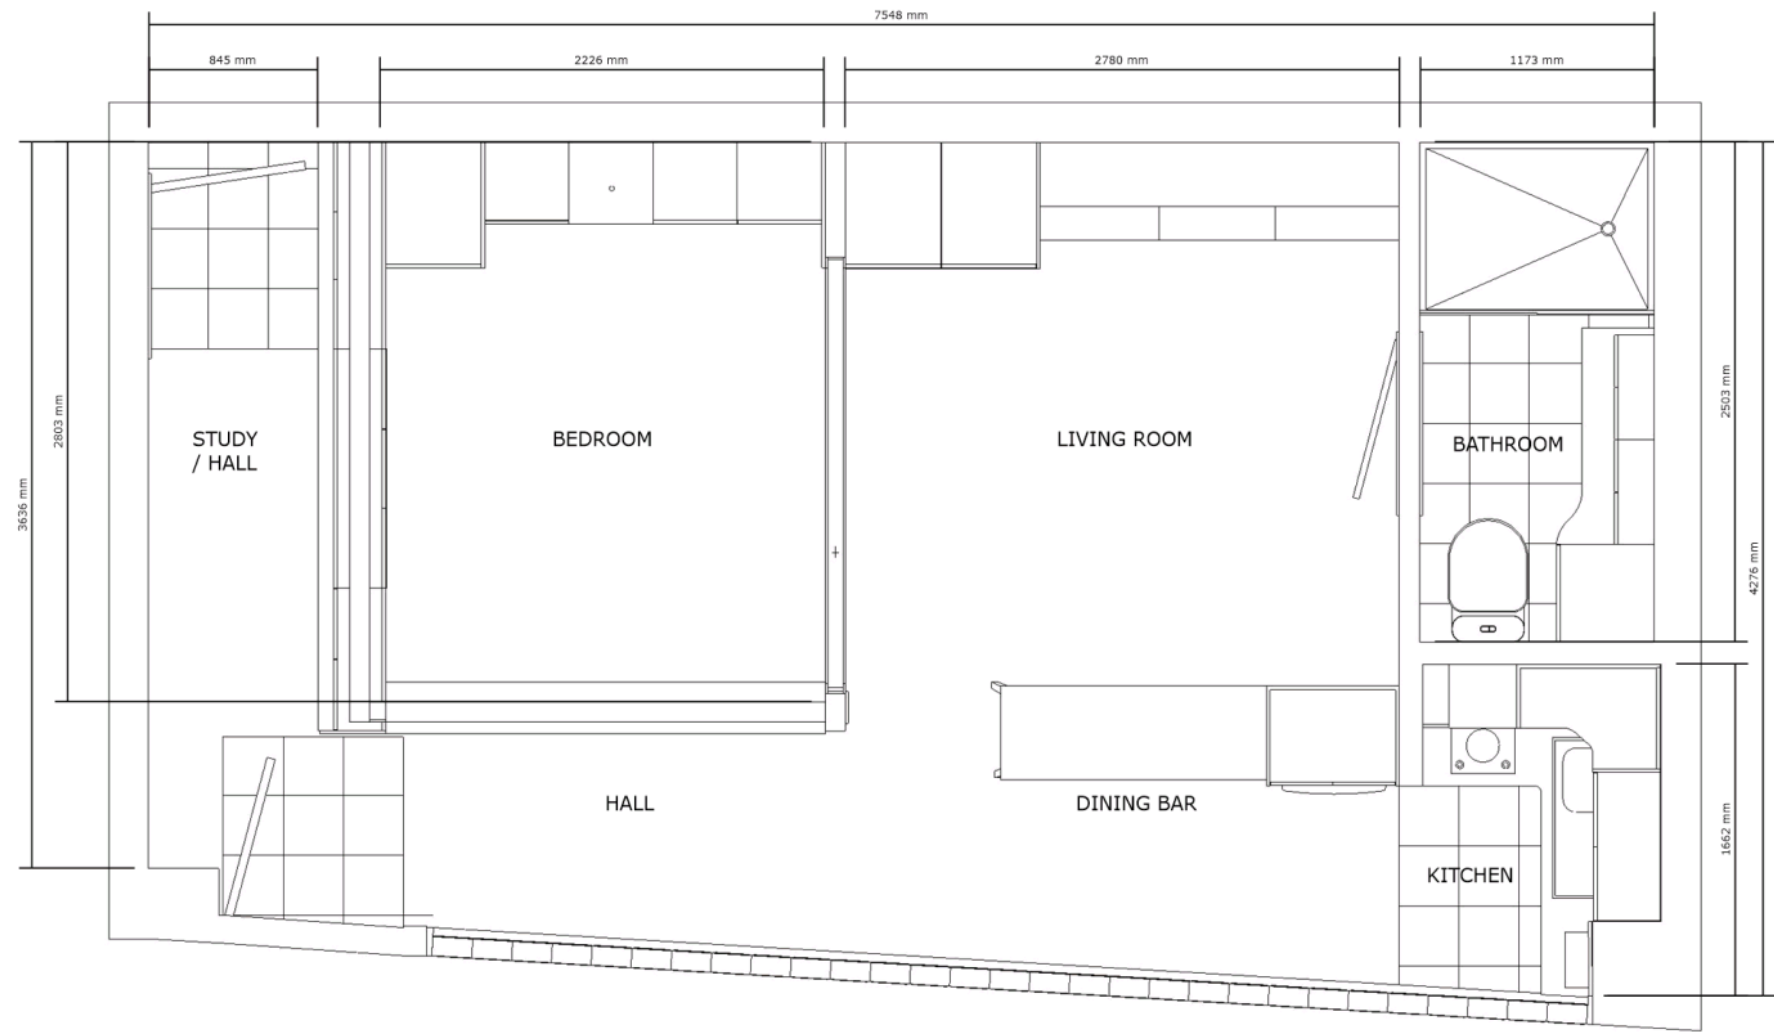 7548 mm
845 mm
2226 mm
2780 mm
1173 mm
2803 mm
3636 mm
2503 mm
4276 mm
1662 mm
STUDY
/ HALL
BEDROOM
LIVING ROOM
BATHROOM
HALL
DINING BAR
KITCHEN